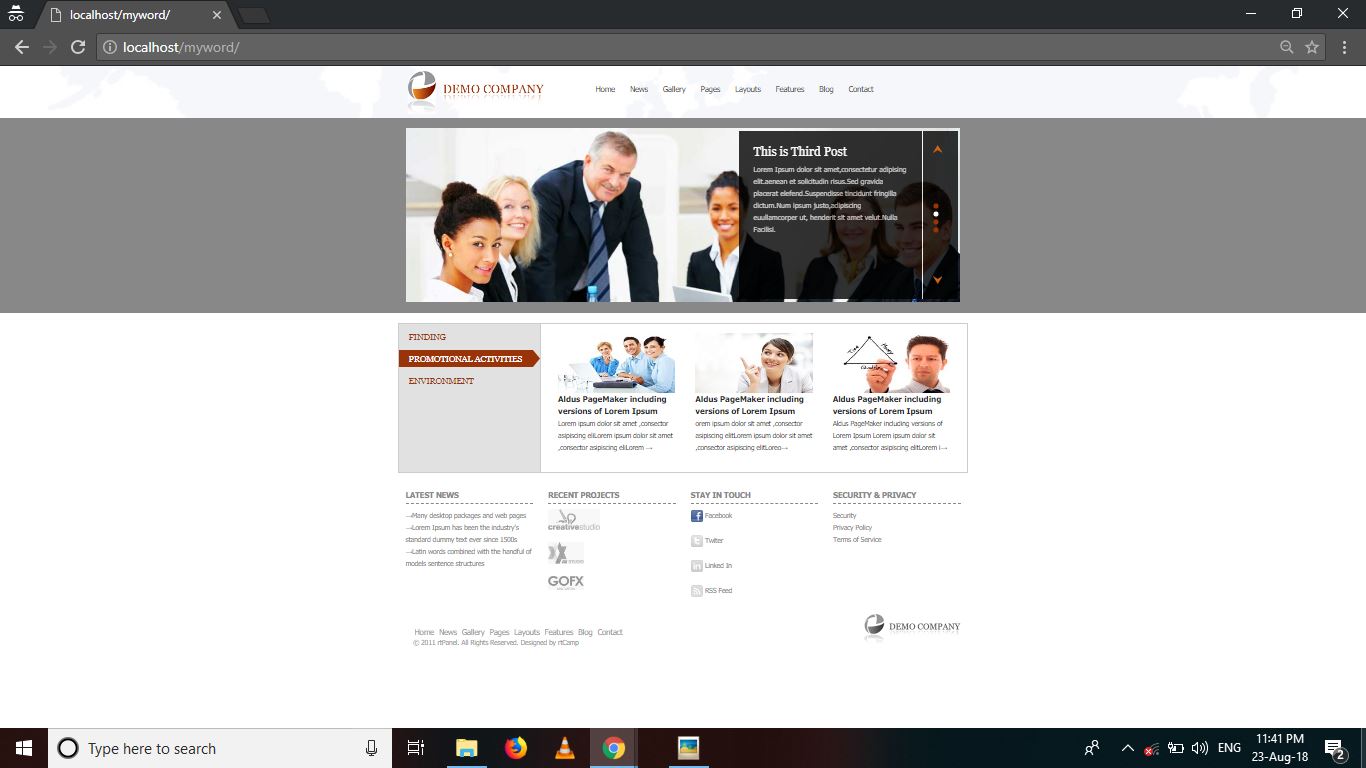 localhost/myword/
localhost/myword/
DEMO COMPANY
Home News Gallery Pages Layouts Features Blog Contact
This is Third Post
Lorem Ipsum dolor sit amet,consectetur adipising
elit.aenean et solicitudin risus.Sed gravida
placerat elefend.Suspendisse tincidunt fringilla
dictum.Num ipsum justo,adipiscing
euullamcorper ut, henderit sit amet velut.Nulla
Facilisi.
FINDING
PROMOTIONAL ACTIVITIES
ENVIRONMENT
Aldus PageMaker including
versions of Lorem Ipsum
Lorem ipsum dolor sit amet ,consector
asipiscing eliLorem ipsum dolor sit amet
,consector asipiscing eliLorem →
Aldus PageMaker including
versions of Lorem Ipsum
orem ipsum dolor sit amet ,consector
asipiscing elitLorem ipsum dolor sit amet
,consector asipiscing elitLoreo→
Time
Money
Aldus PageMaker including
versions of Lorem Ipsum
Aldus PageMaker including versions of
Lorem Ipsum Lorem ipsum dolor sit
amet ,consector asipiscing elitLorem i→
LATEST NEWS
→Many desktop packages and web pages
→Lorem Ipsum has been the industry's
standard dummy text ever since 1500s
→Latin words combined with the handful of
models sentence structures
RECENT PROJECTS
creativestudio
STUDIO
GOFX
STAY IN TOUCH
Facebook
Twiter
Linked In
RSS Feed
SECURITY & PRIVACY
Security
Privacy Policy
Terms of Service
Home News Gallery Pages Layouts Features Blog Contact
© 2011 rtPanel. All Rights Reserved. Designed by rtCamp
DEMO COMPANY
Type here to search
ENG
11:41 PM
23-Aug-18
2